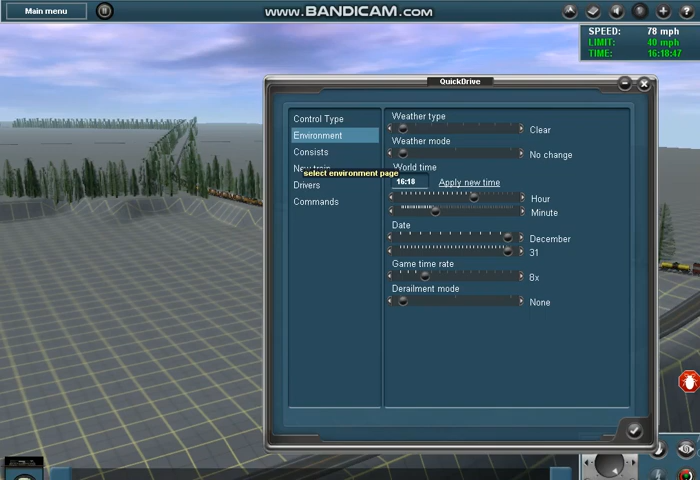 Main menu
WWW.BANDICAM.COM
SPEED: 78 mph
LIMIT: 40 mph
TIME: 16:18:47
QuickDrive
Control Type
Environment
Consists
New train
select environment page
Drivers
Commands
Weather type
Clear
Weather mode
No change
World time
16:18
Apply new time
Hour
Minute
Date
December
31
Game time rate
8x
Derailment mode
None